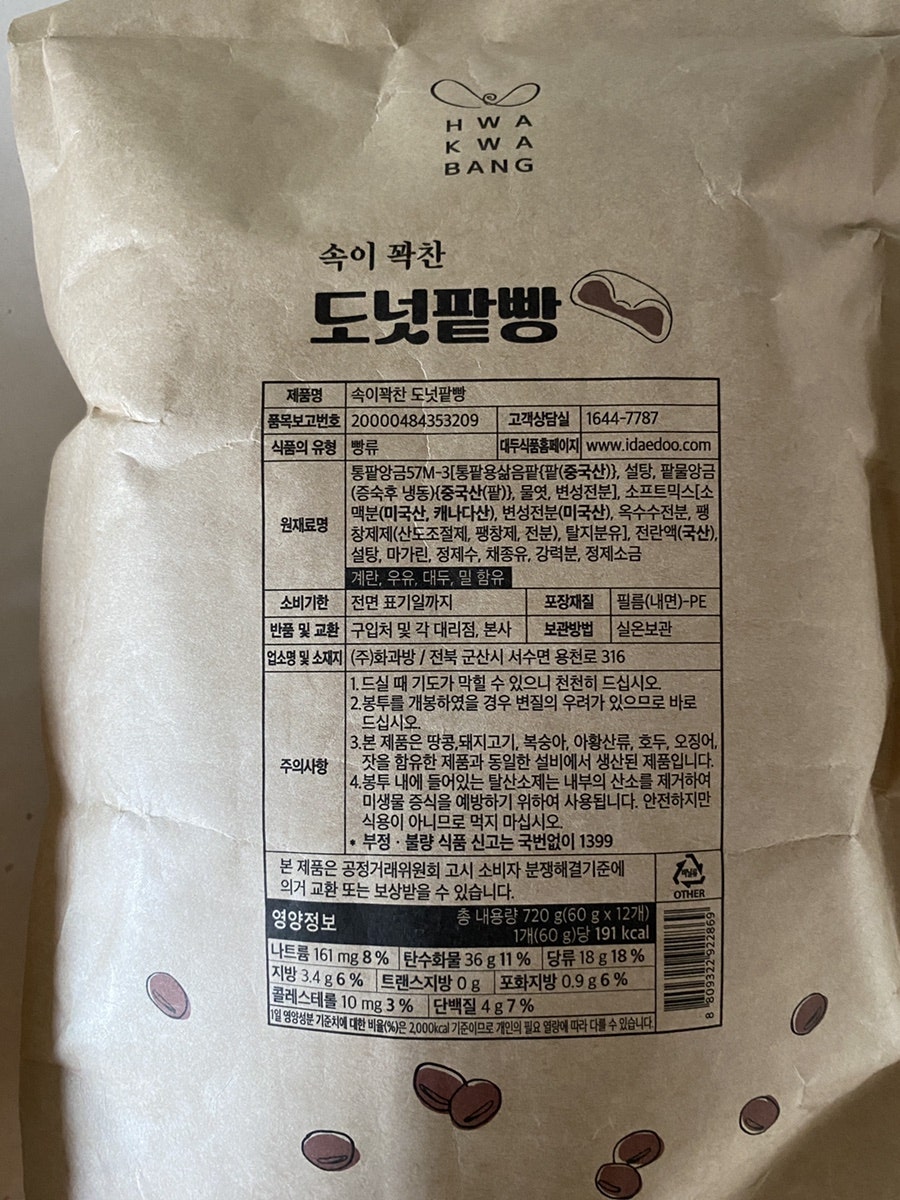 HWA
KWA
BANG
속이 꽉찬
도넛팥빵
제품명 속이꽉찬 도넛팥빵
품목보고번호 20000484353209 고객상담실 1644-7787
식품의 유형 빵류 대두식품홈페이지 www.idaedoo.com
원재료명
통팥앙금57M-3[통팥용삶음팥{팥(중국산)}, 설탕, 팥물앙금
(증숙후 냉동){중국산(팥)}, 물엿, 변성전분], 소프트믹스[소
맥분(미국산, 캐나다산), 변성전분(미국산), 옥수수전분, 팽
창제제(산도조절제, 팽창제, 전분), 탈지분유], 전란액(국산),
설탕, 마가린, 정제수, 채종유, 강력분, 정제소금
계란, 우유, 대두, 밀 함유
소비기한 전면 표기일까지 포장재질 필름(내면)-PE
반품 및 교환 구입처 및 각 대리점, 본사 보관방법 실온보관
업소명 및 소재지 (주)화과방 / 전북 군산시 서수면 용천로 316
주의사항
1.드실 때 기도가 막힐 수 있으니 천천히 드십시오.
2.봉투를 개봉하였을 경우 변질의 우려가 있으므로 바로
드십시오.
3.본 제품은 땅콩,돼지고기, 복숭아, 아황산류, 호두, 오징어,
잣을 함유한 제품과 동일한 설비에서 생산된 제품입니다.
4.봉투 내에 들어있는 탈산소제는 내부의 산소를 제거하여
미생물 증식을 예방하기 위하여 사용됩니다. 안전하지만
식용이 아니므로 먹지 마십시오.
• 부정 · 불량 식품 신고는 국번없이 1399
본 제품은 공정거래위원회 고시 소비자 분쟁해결기준에
의거 교환 또는 보상받을 수 있습니다.
비닐류
OTHER
영양정보 총 내용량 720 g(60 g x 12개)
1개(60 g)당 191 kcal
나트륨 161 mg 8 % 탄수화물 36 g 11 % 당류 18 g 18 %
지방 3.4 g 6 % 트랜스지방 0 g 포화지방 0.9 g 6 %
콜레스테롤 10 mg 3 % 단백질 4 g 7 %
1일 영양성분 기준치에 대한 비율(%)은 2,000kcal 기준이므로 개인의 필요 열량에 따라 다를 수 있습니다.
8 809322 922869